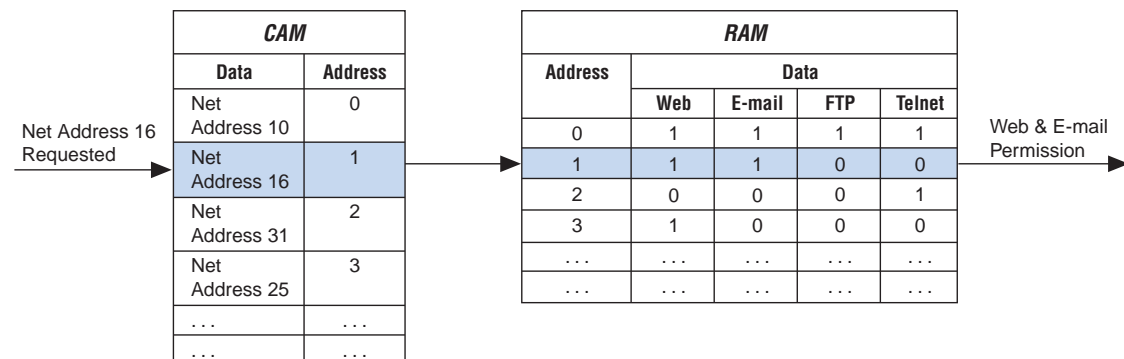 CAM
Data Address
Net
Address 10
0
Net
Address 16
1
Net
Address 31
2
Net
Address 25
3
. . . . . .
. . . . . .
Net Address 16
Requested
RAM
Address Data
Web E-mail FTP Telnet
0 1 1 1 1
1 1 1 0 0
2 0 0 0 1
3 1 0 0 0
. . . . . . . . . . . . . . .
. . . . . . . . . . . . . . .
Web & E-mail
Permission